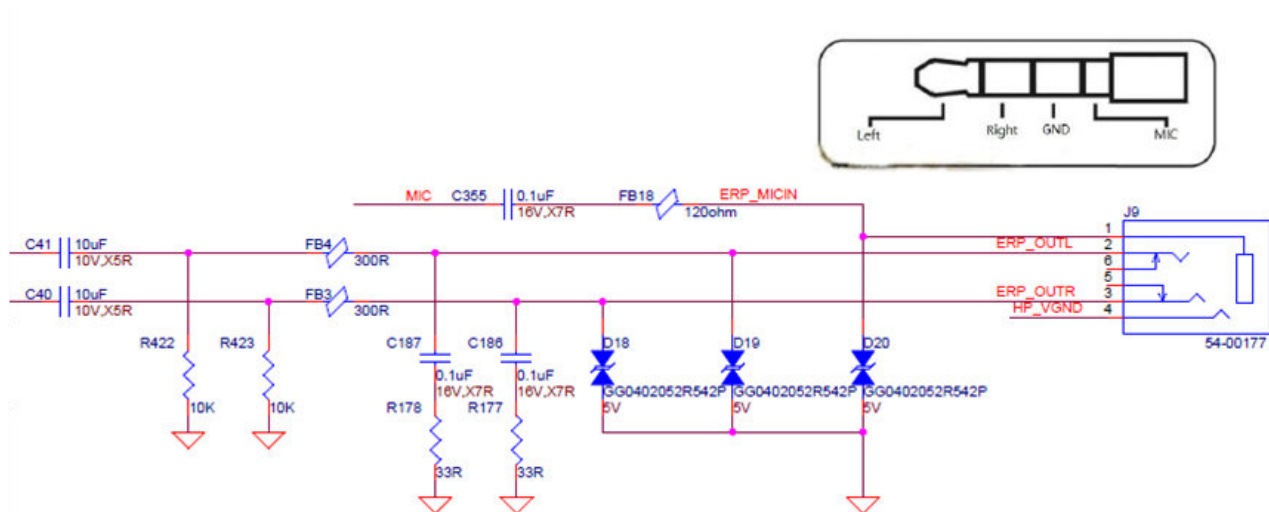 Left
Right
GND
MIC
MIC
C355
0.1uF
16V,X7R
FB18
120ohm
ERP_MICIN
J9
1
2
6
5
3
4
54-00177
C41
10uF
10V,X5R
FB4
300R
ERP_OUTL
C40
10uF
10V,X5R
FB3
300R
ERP_OUTR
HP_VGND
R422
10K
R423
10K
C187
0.1uF
16V,X7R
R178
33R
C186
0.1uF
16V,X7R
R177
33R
D18
GG0402052R542P
5V
D19
GG0402052R542P
5V
D20
GG0402052R542P
5V